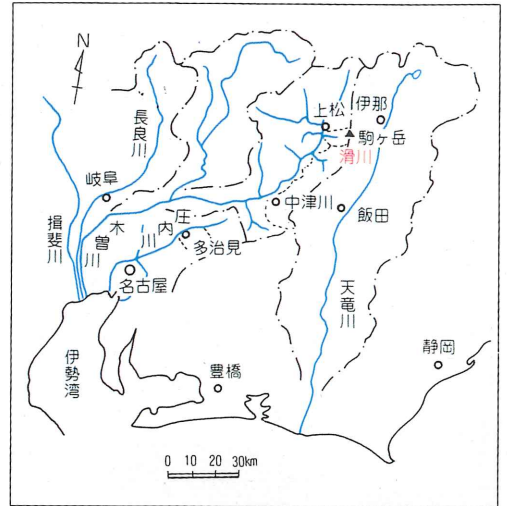 N
長良川
上松
伊那
駒ヶ岳
滑川
岐阜
中津川
飯田
揖斐川
木曽川
庄内川
多治見
名古屋
天竜川
伊勢湾
静岡
豊橋
0 10 20 30km